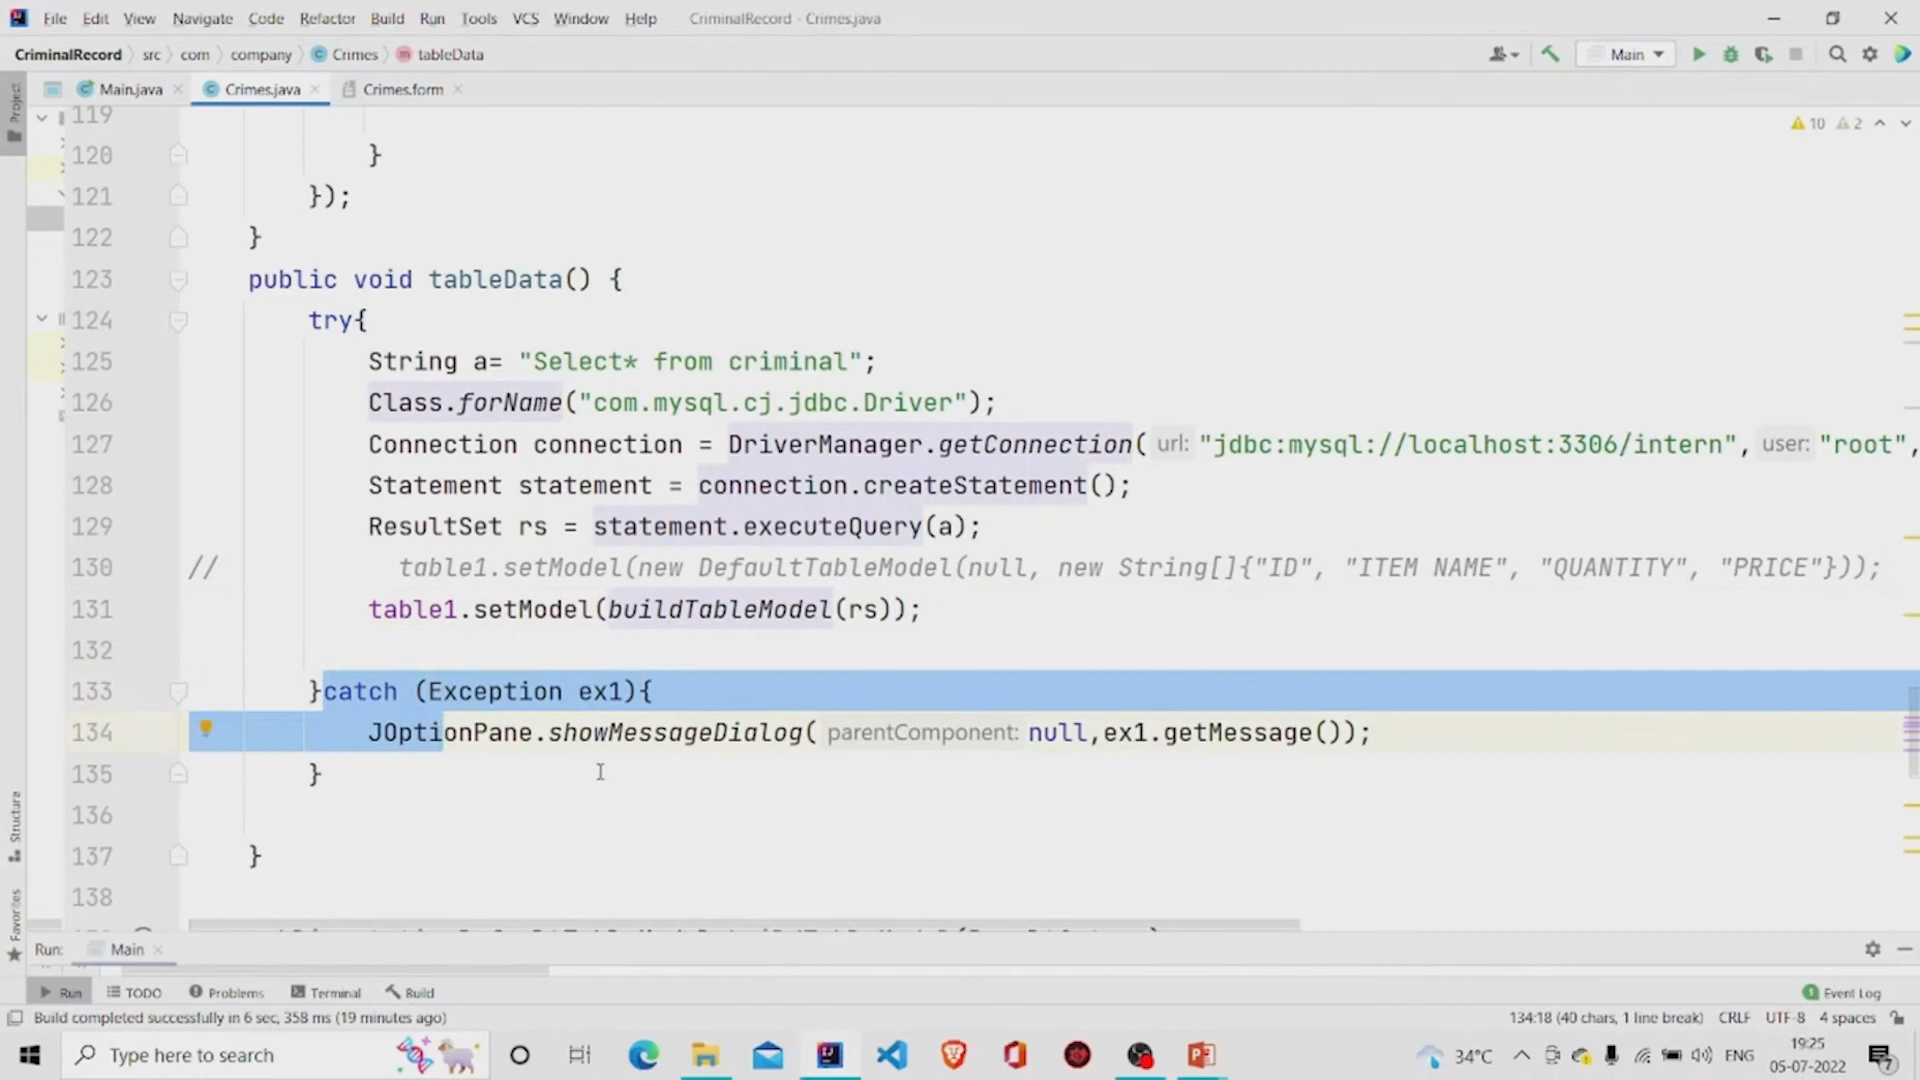 File Edit View Navigate Code Refactor Build Run Tools VCS Window Help CriminalRecord - Crimes.java
CriminalRecord src com company Crimes tableData Main
Project
Main.java Crimes.java Crimes.form
119
10 2
120 }
121 });
122 }
123 public void tableData() {
124 try{
125 String a= "Select* from criminal";
126 Class.forName("com.mysql.cj.jdbc.Driver");
127 Connection connection = DriverManager.getConnection( url: "jdbc:mysql://localhost:3306/intern", user: "root",
128 Statement statement = connection.createStatement();
129 ResultSet rs = statement.executeQuery(a);
130 // table1.setModel(new DefaultTableModel(null, new String[]{"ID", "ITEM NAME", "QUANTITY", "PRICE"}));
131 table1.setModel(buildTableModel(rs));
132
133 }catch (Exception ex1){
134 JOptionPane.showMessageDialog( parentComponent: null,ex1.getMessage());
135 }
136
137 }
138
Structure
Favorites
Run: Main
Run TODO Problems Terminal Build Event Log
Build completed successfully in 6 sec, 358 ms (19 minutes ago) 134:18 (40 chars, 1 line break) CRLF UTF-8 4 spaces
Type here to search 34°C ENG 19:25
05-07-2022 7